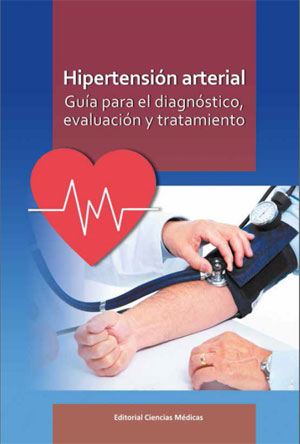 Hipertensión arterial
Guía para el diagnóstico,
evaluación y tratamiento
Editorial Ciencias Médicas